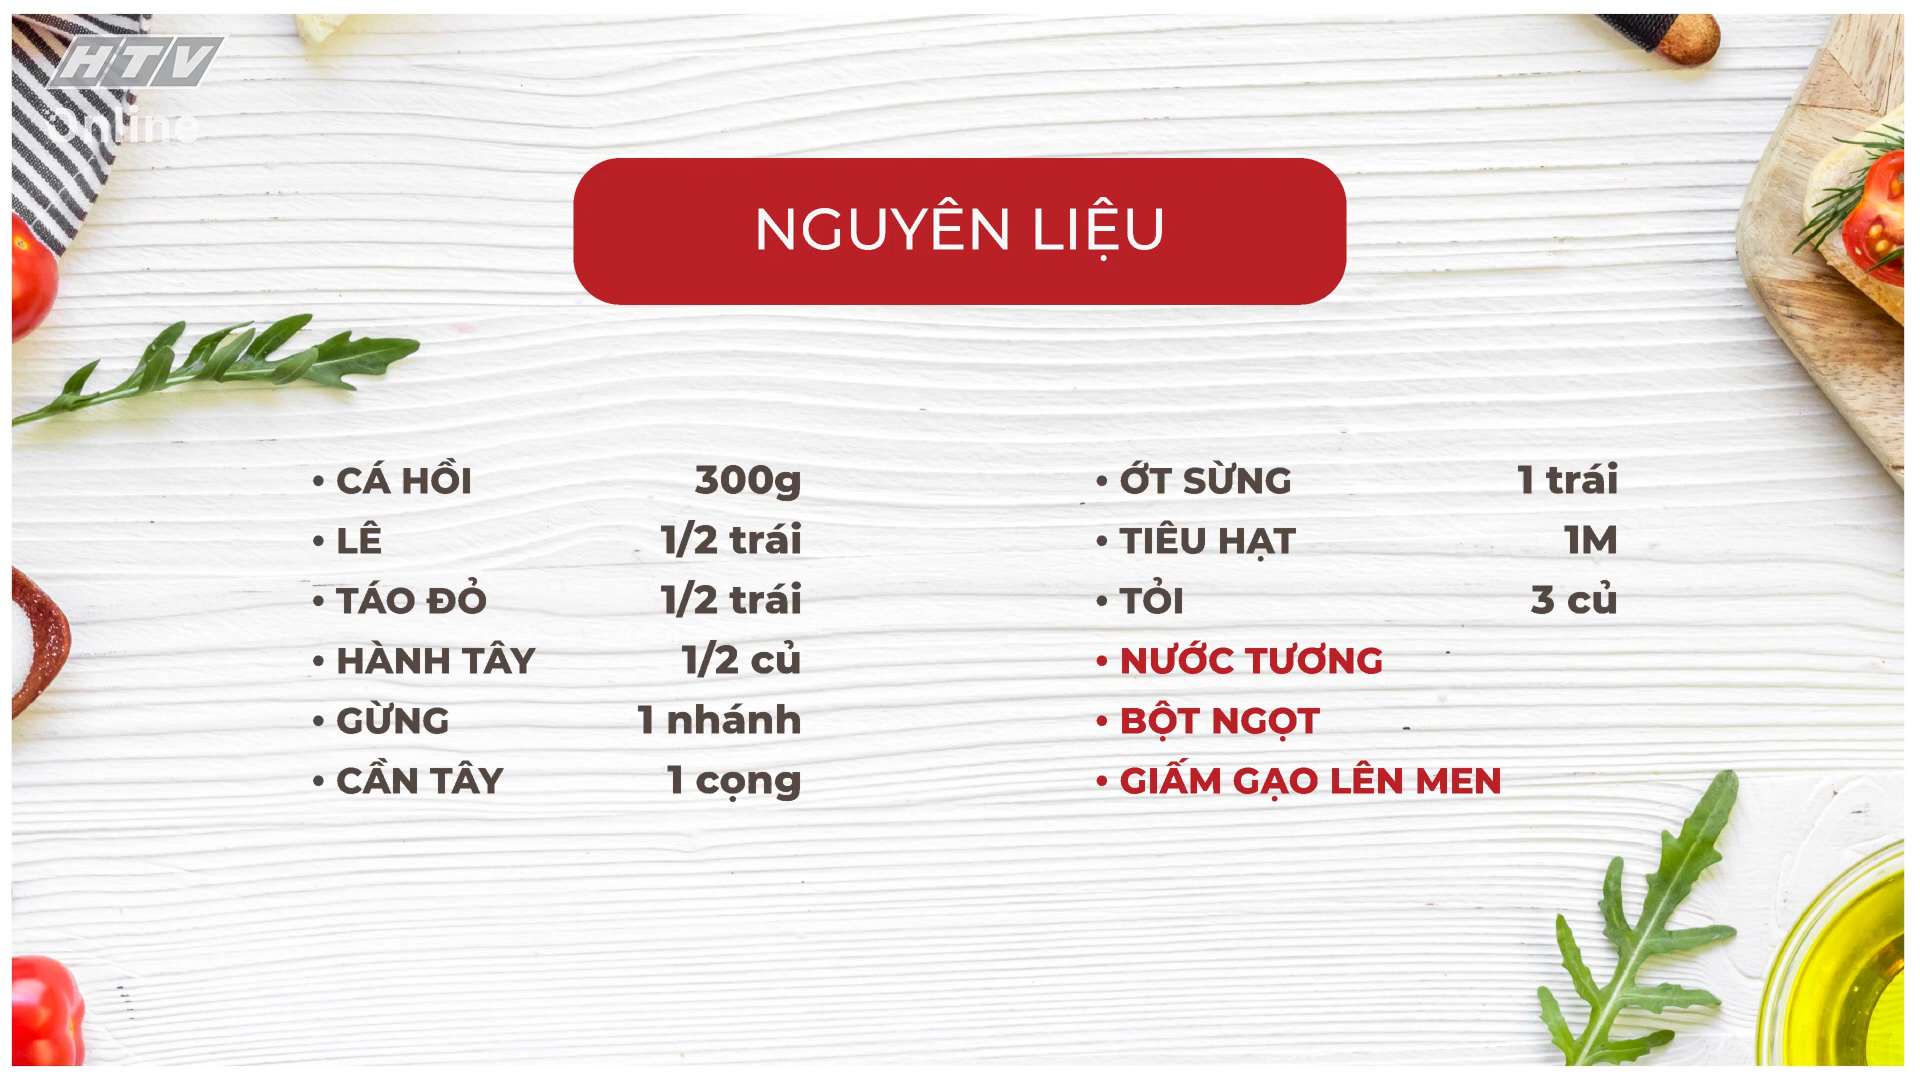 HTV
Online
NGUYÊN LIỆU
• CÁ HỒI 300g
• LÊ 1/2 trái
• TÁO ĐỎ 1/2 trái
• HÀNH TÂY 1/2 củ
• GỪNG 1 nhánh
• CẦN TÂY 1 cọng
• ỚT SỪNG 1 trái
• TIÊU HẠT 1M
• TỎI 3 củ
• NƯỚC TƯƠNG
• BỘT NGỌT
• GIẤM GẠO LÊN MEN